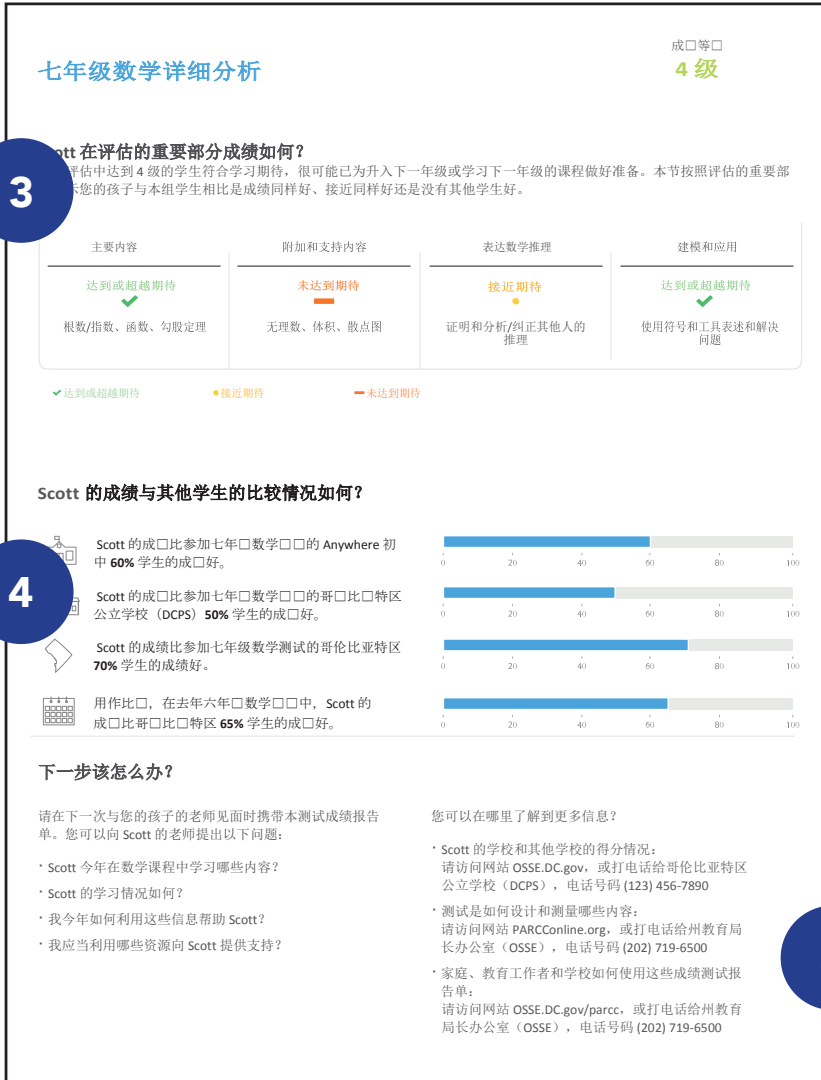 成□等□
七年级数学详细分析
4 级
ott 在评估的重要部分成绩如何？
评估中达到 4 级的学生符合学习期待，很可能已为升入下一年级或学习下一年级的课程做好准备。本节按照评估的重要部
示您的孩子与本组学生相比是成绩同样好、接近同样好还是没有其他学生好。
3
主要内容 附加和支持内容 表达数学推理 建模和应用
达到或超越期待 未达到期待 接近期待 达到或超越期待
根数/指数、函数、勾股定理 无理数、体积、散点图 证明和分析/纠正其他人的 使用符号和工具表述和解决
推理 问题
达到或超越期待 接近期待 未达到期待
Scott 的成绩与其他学生的比较情况如何？
Scott 的成□比参加七年□数学□□的 Anywhere 初
中 60% 学生的成□好。
0 20 40 60 80 100
4
Scott 的成□比参加七年□数学□□的哥□比□特区
公立学校（DCPS）50% 学生的成□好。
0 20 40 60 80 100
Scott 的成绩比参加七年级数学测试的哥伦比亚特区
70% 学生的成绩好。
0 20 40 60 80 100
用作比□，在去年六年□数学□□中，Scott 的
成□比哥□比□特区 65% 学生的成□好。
0 20 40 60 80 100
下一步该怎么办？
请在下一次与您的孩子的老师见面时携带本测试成绩报告
单。您可以向 Scott 的老师提出以下问题：
· Scott 今年在数学课程中学习哪些内容？
· Scott 的学习情况如何？
· 我今年如何利用这些信息帮助 Scott？
· 我应当利用哪些资源向 Scott 提供支持？
您可以在哪里了解到更多信息？
· Scott 的学校和其他学校的得分情况：
请访问网站 OSSE.DC.gov，或打电话给哥伦比亚特区
公立学校（DCPS），电话号码 (123) 456-7890
· 测试是如何设计和测量哪些内容：
请访问网站 PARCConline.org，或打电话给州教育局
长办公室（OSSE），电话号码 (202) 719-6500
· 家庭、教育工作者和学校如何使用这些成绩测试报
告单：
请访问网站 OSSE.DC.gov/parcc，或打电话给州教育
局长办公室（OSSE），电话号码 (202) 719-6500